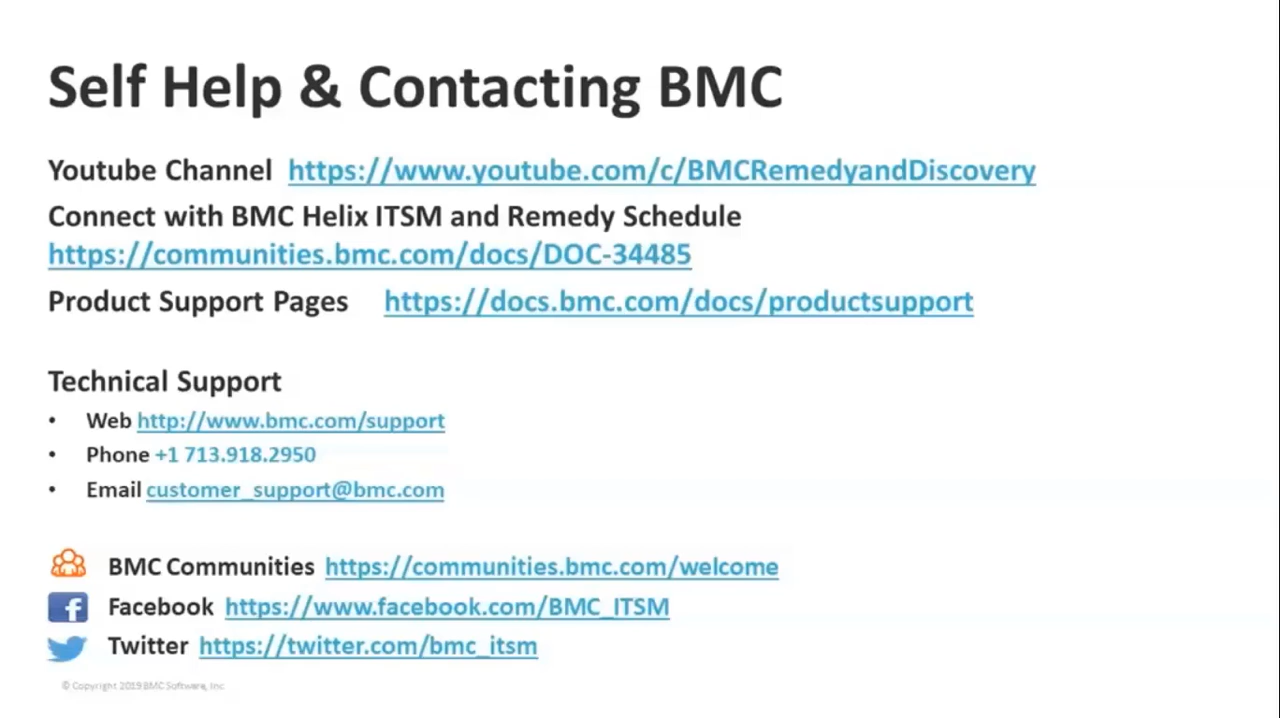 Self Help & Contacting BMC
Youtube Channel https://www.youtube.com/c/BMCRemedyandDiscovery
Connect with BMC Helix ITSM and Remedy Schedule
https://communities.bmc.com/docs/DOC-34485
Product Support Pages https://docs.bmc.com/docs/productsupport
Technical Support
• Web http://www.bmc.com/support
• Phone +1 713.918.2950
• Email customer_support@bmc.com
BMC Communities https://communities.bmc.com/welcome
Facebook https://www.facebook.com/BMC_ITSM
Twitter https://twitter.com/bmc_itsm
© Copyright 2019 BMC Software, Inc.